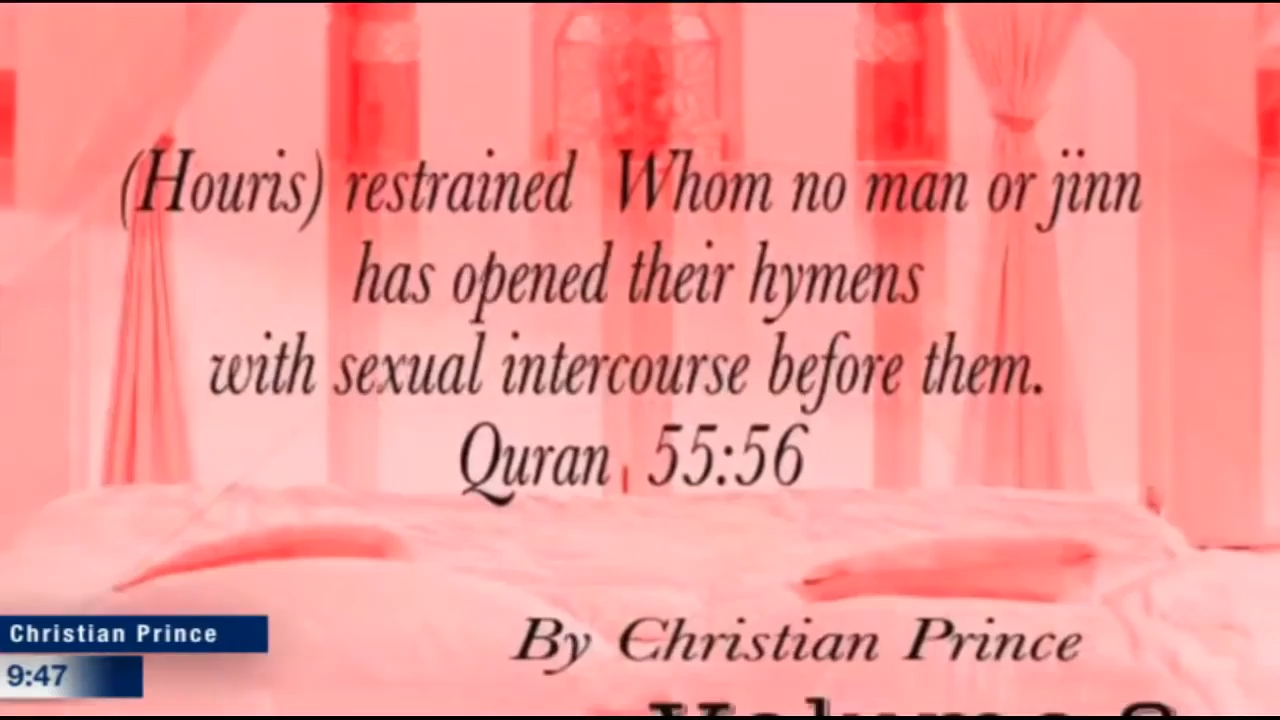 (Houris) restrained Whom no man or jinn
has opened their hymens
with sexual intercourse before them.
Quran 55:56
By Christian Prince
Christian Prince
9:47